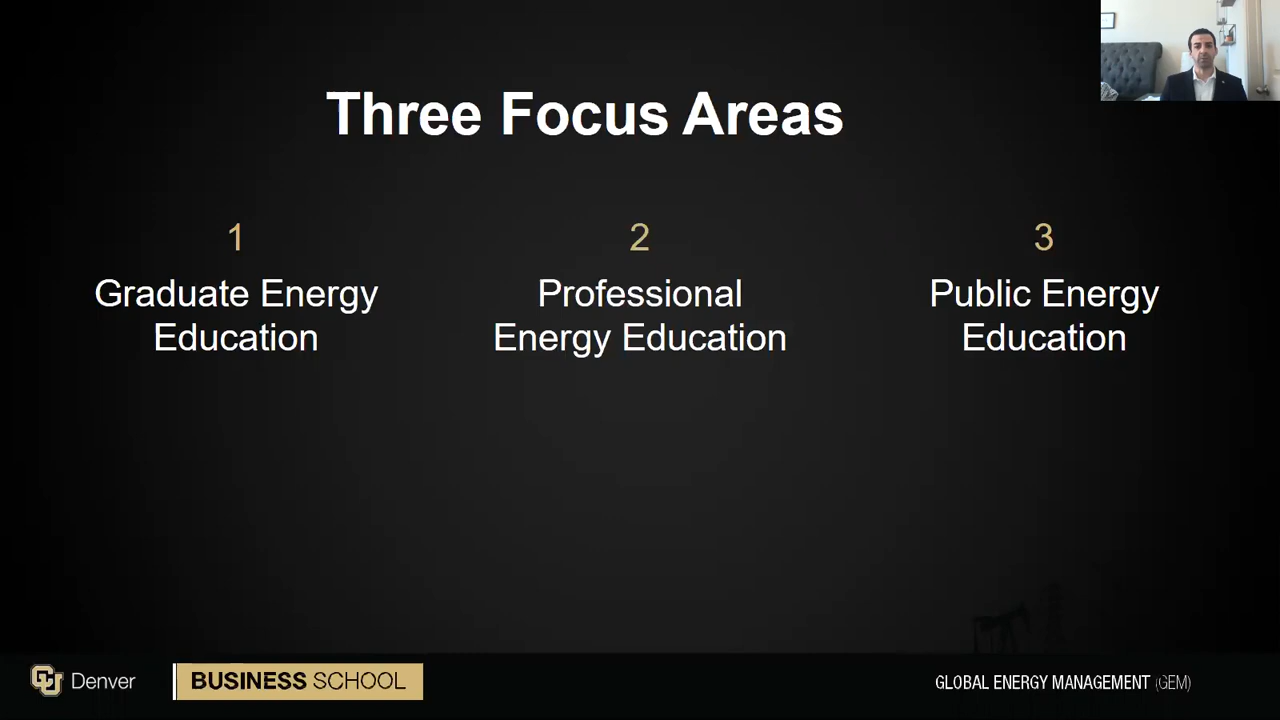 Three Focus Areas
1
Graduate Energy
Education
2
Professional
Energy Education
3
Public Energy
Education
CU Denver
BUSINESS SCHOOL
GLOBAL ENERGY MANAGEMENT (GEM)